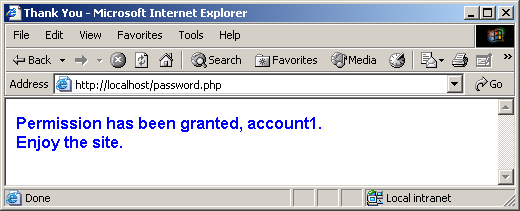 Thank You - Microsoft Internet Explorer
File Edit View Favorites Tools Help
Back Search Favorites Media
Address http://localhost/password.php Go
Permission has been granted, account1.
Enjoy the site.
Done Local intranet